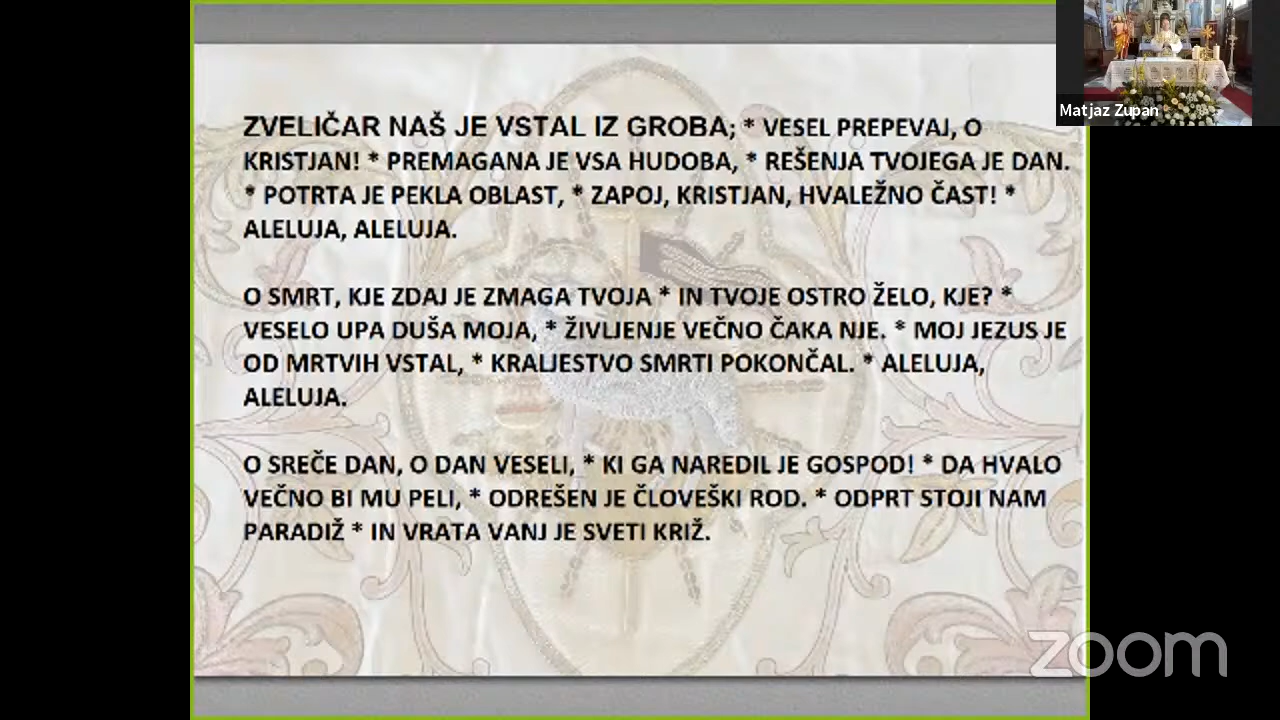 ZVELIČAR NAŠ JE VSTAL IZ GROBA; * VESEL PREPEVAJ, O
KRISTJAN! * PREMAGANA JE VSA HUDOBA, * REŠENJA TVOJEGA JE DAN.
* POTRTA JE PEKLA OBLAST, * ZAPOJ, KRISTJAN, HVALEŽNO ČAST! *
ALELUJA, ALELUJA.
O SMRT, KJE ZDAJ JE ZMAGA TVOJA * IN TVOJE OSTRO ŽELO, KJE? *
VESELO UPA DUŠA MOJA, * ŽIVLJENJE VEČNO ČAKA NJE. * MOJ JEZUS JE
OD MRTVIH VSTAL, * KRALJESTVO SMRTI POKONČAL. * ALELUJA,
ALELUJA.
O SREČE DAN, O DAN VESELI, * KI GA NAREDIL JE GOSPOD! * DA HVALO
VEČNO BI MU PELI, * ODREŠEN JE ČLOVEŠKI ROD. * ODPRT STOJI NAM
PARADIŽ * IN VRATA VANJ JE SVETI KRIŽ.
Matjaz Zupan
zoom